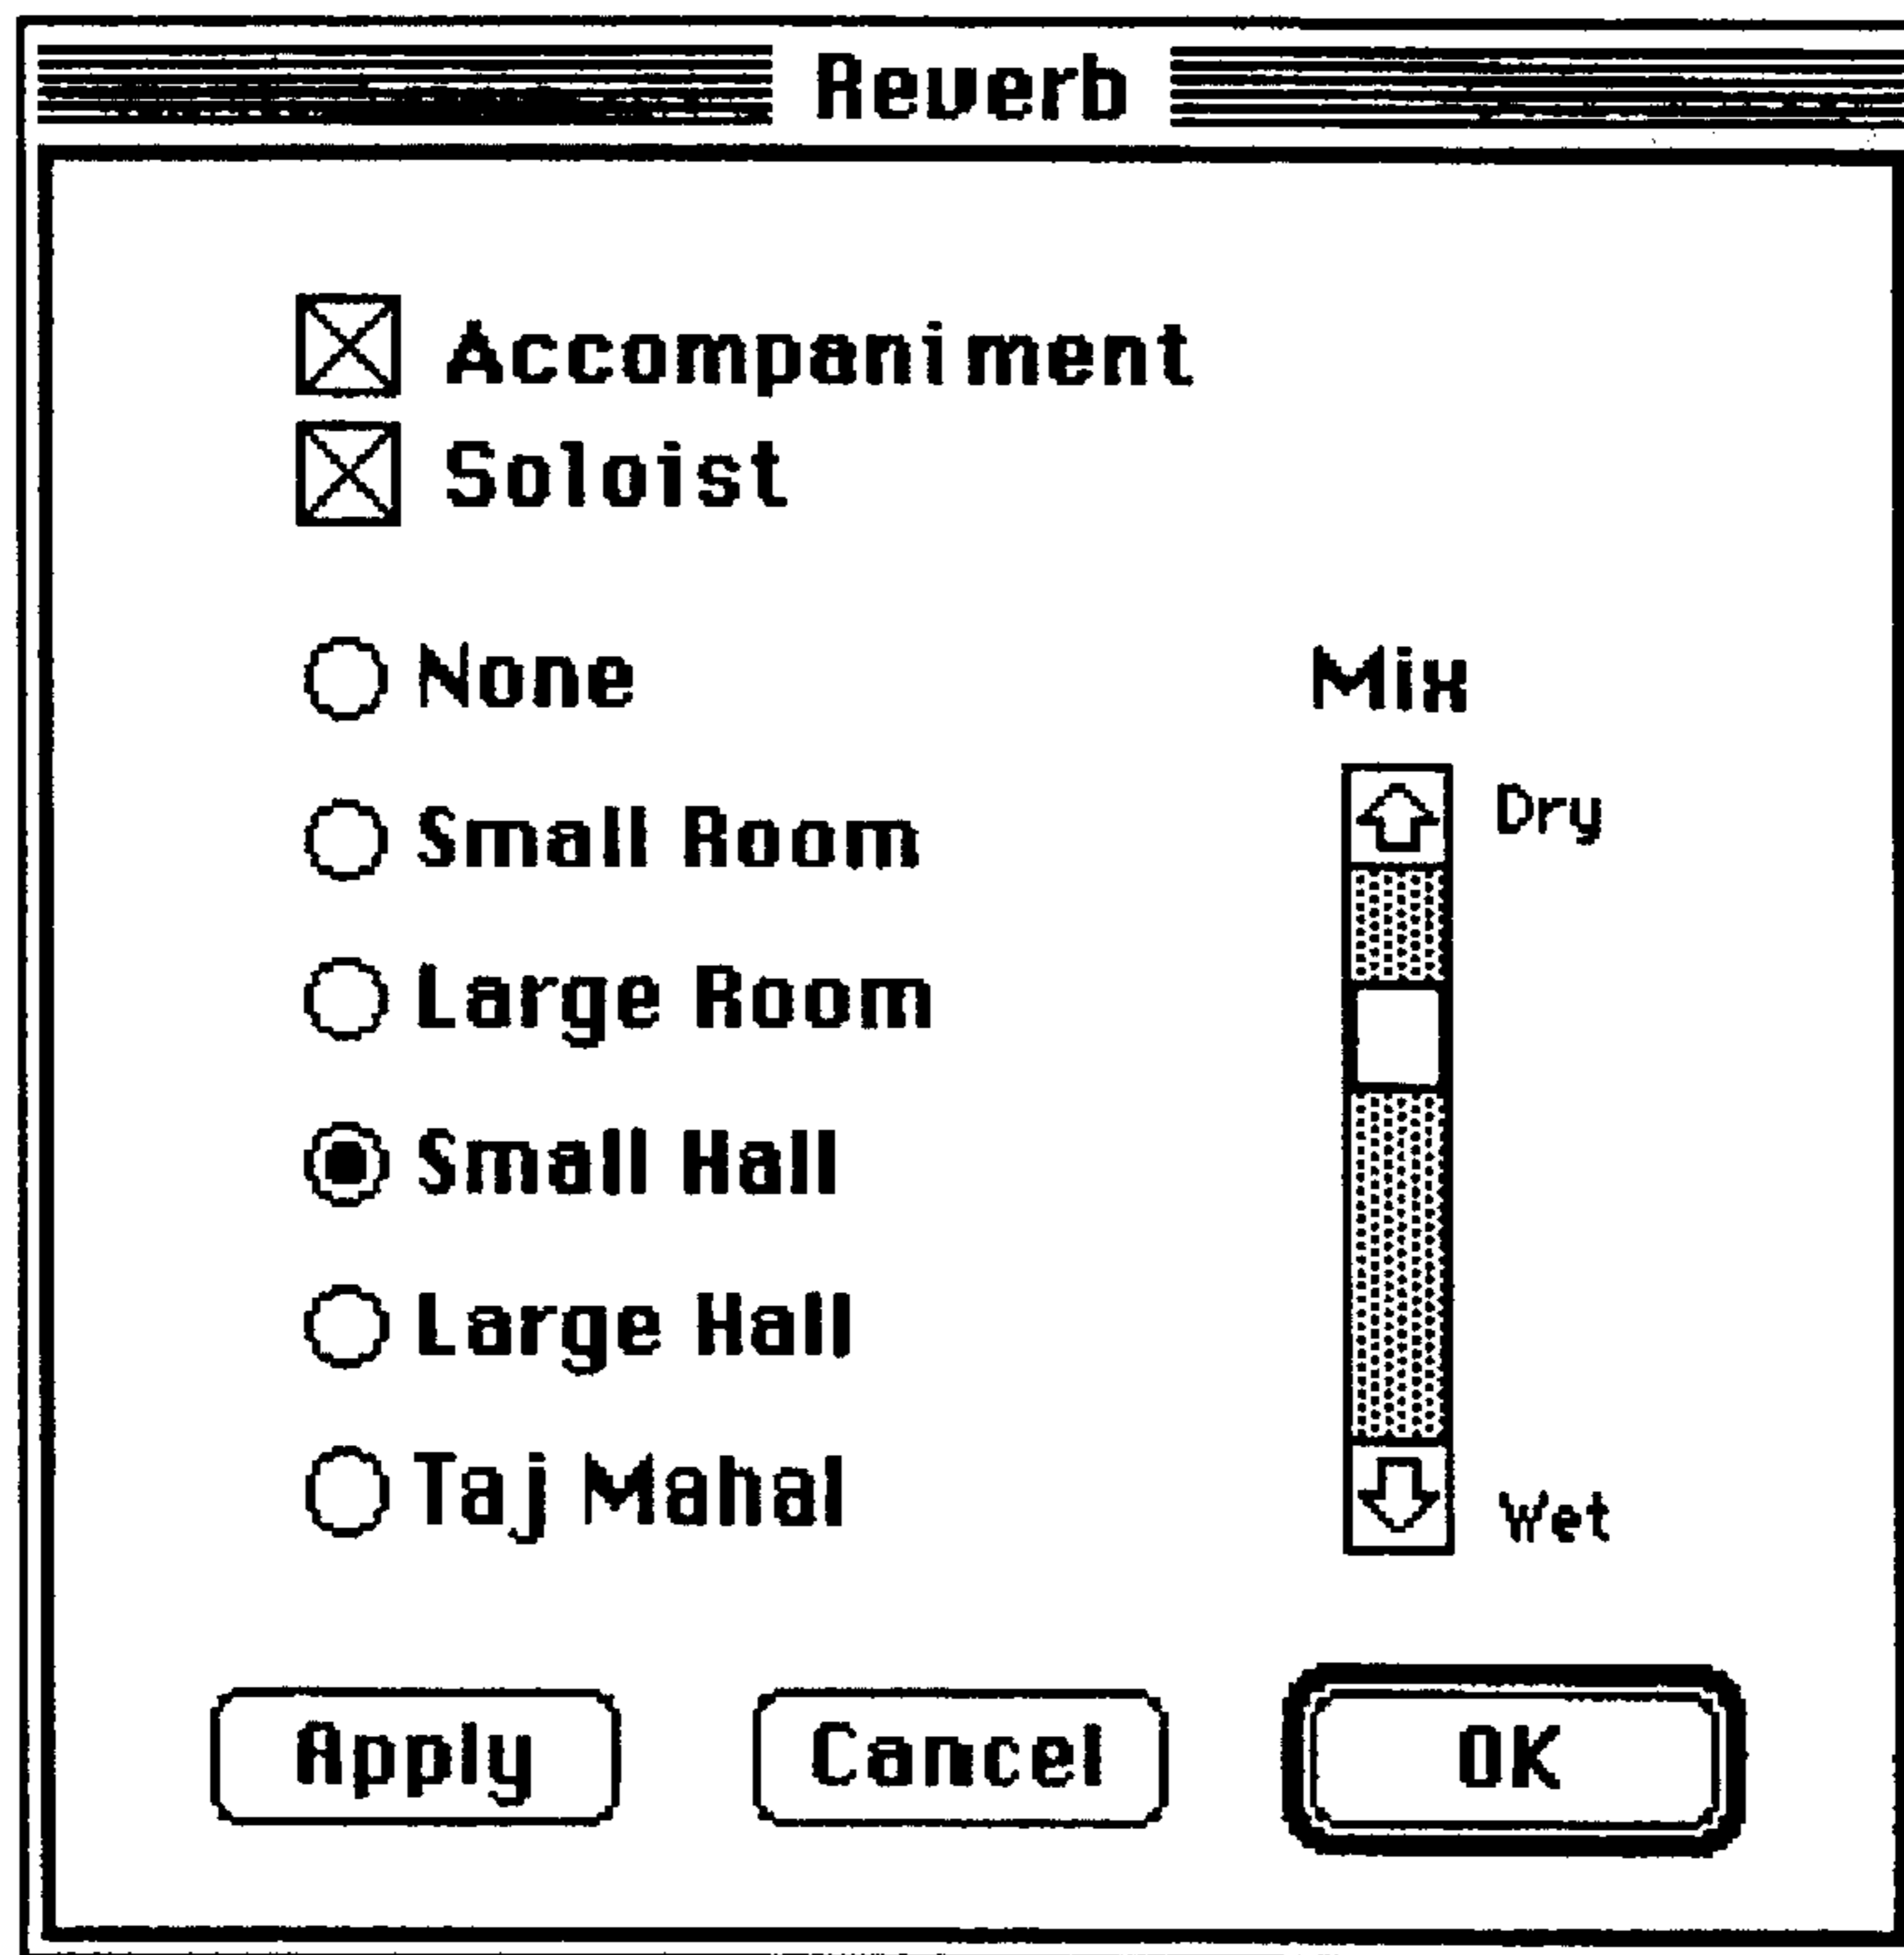 Reverb
Accompaniment
Soloist
None
Mix
Small Room
Dry
Large Room
Small Hall
Large Hall
Taj Mahal
Wet
Apply
Cancel
OK